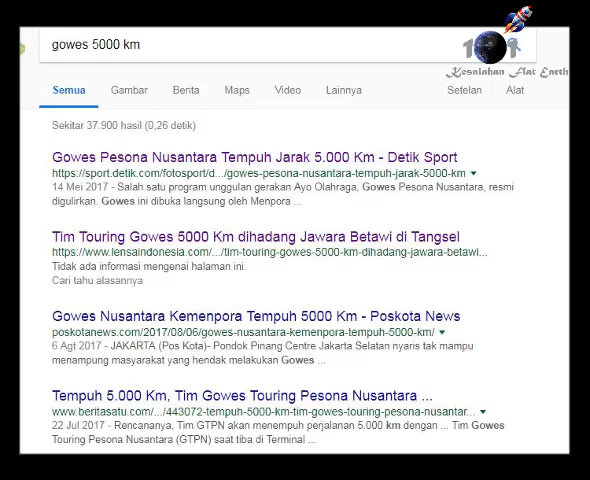 gowes 5000 km
101
Kesalahan Flat Earth
Semua Gambar Berita Maps Video Lainnya Setelan Alat
Sekitar 37.900 hasil (0,26 detik)
Gowes Pesona Nusantara Tempuh Jarak 5.000 Km - Detik Sport
https://sport.detik.com/fotosport/d.../gowes-pesona-nusantara-tempuh-jarak-5000-km
14 Mei 2017 - Salah satu program unggulan gerakan Ayo Olahraga, Gowes Pesona Nusantara, resmi
digulirkan. Gowes ini dibuka langsung oleh Menpora ...
Tim Touring Gowes 5000 Km dihadang Jawara Betawi di Tangsel
https://www.lensaindonesia.com/.../tim-touring-gowes-5000-km-dihadang-jawara-betawi...
Tidak ada informasi mengenai halaman ini.
Cari tahu alasannya
Gowes Nusantara Kemenpora Tempuh 5000 Km - Poskota News
poskotanews.com/2017/08/06/gowes-nusantara-kemenpora-tempuh-5000-km/
6 Agt 2017 - JAKARTA (Pos Kota)- Pondok Pinang Centre Jakarta Selatan nyaris tak mampu
menampung masyarakat yang hendak melakukan Gowes ...
Tempuh 5.000 Km, Tim Gowes Touring Pesona Nusantara ...
www.beritasatu.com/.../443072-tempuh-5000-km-tim-gowes-touring-pesona-nusantar...
22 Jul 2017 - Rencananya, Tim GTPN akan menempuh perjalanan 5.000 km dengan ... Tim Gowes
Touring Pesona Nusantara (GTPN) saat tiba di Terminal ...